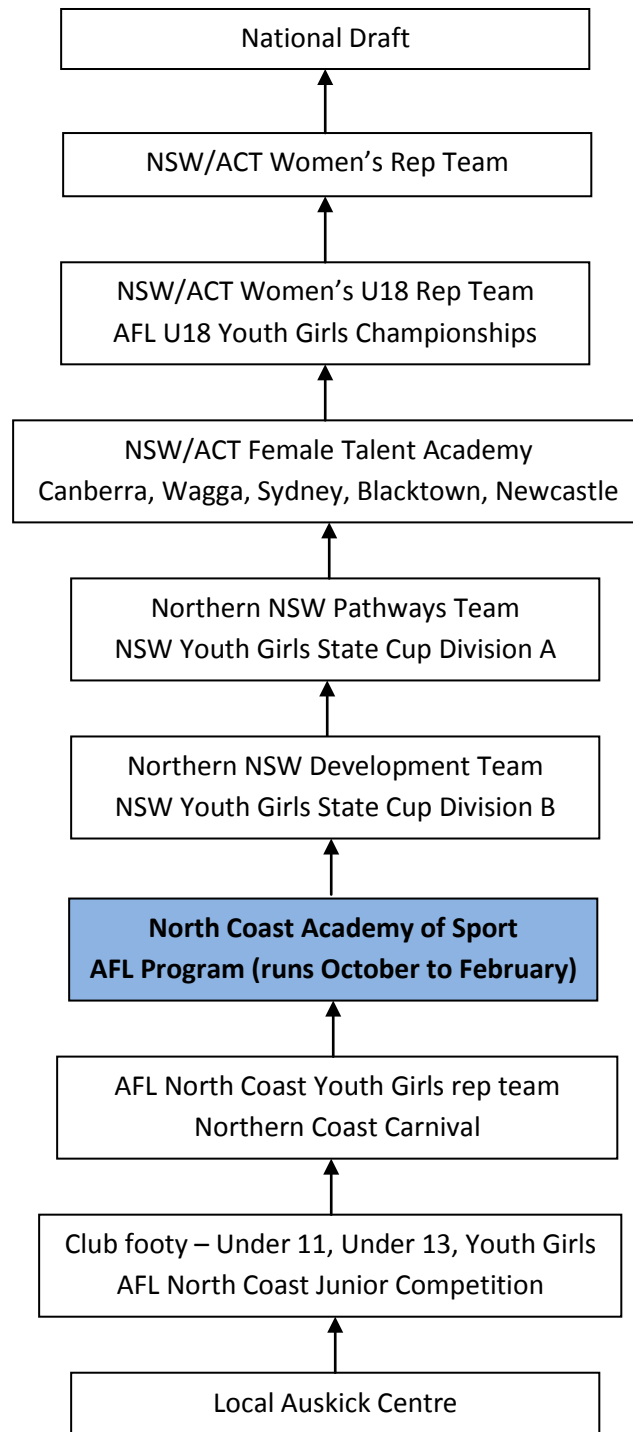 National Draft
NSW/ACT Women’s Rep Team
NSW/ACT Women’s U18 Rep Team
AFL U18 Youth Girls Championships
NSW/ACT Female Talent Academy
Canberra, Wagga, Sydney, Blacktown, Newcastle
Northern NSW Pathways Team
NSW Youth Girls State Cup Division A
Northern NSW Development Team
NSW Youth Girls State Cup Division B
North Coast Academy of Sport
AFL Program (runs October to February)
AFL North Coast Youth Girls rep team
Northern Coast Carnival
Club footy – Under 11, Under 13, Youth Girls
AFL North Coast Junior Competition
Local Auskick Centre